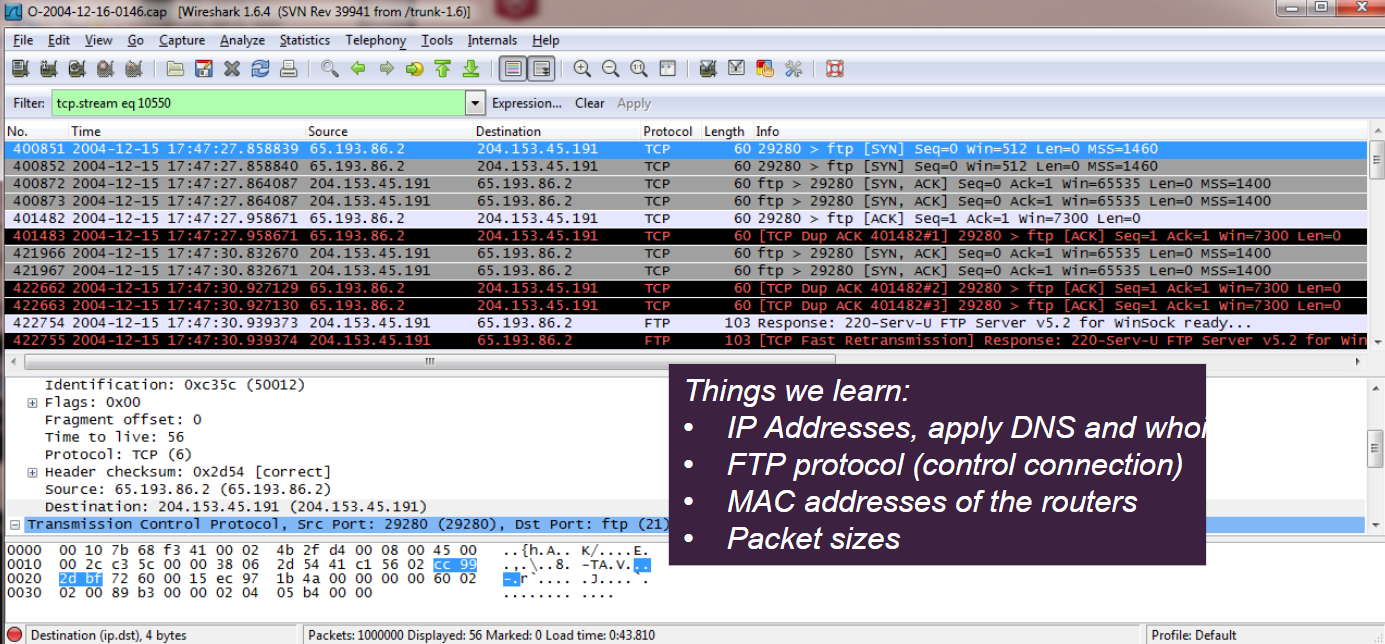 O-2004-12-16-0146.cap [Wireshark 1.6.4 (SVN Rev 39941 from /trunk-1.6)]
File Edit View Go Capture Analyze Statistics Telephony Tools Internals Help
Filter: tcp.stream eq 10550 Expression... Clear Apply
No. Time Source Destination Protocol Length Info
400851 2004-12-15 17:47:27.858839 65.193.86.2 204.153.45.191 TCP 60 29280 > ftp [SYN] Seq=0 Win=512 Len=0 MSS=1460
400852 2004-12-15 17:47:27.858840 65.193.86.2 204.153.45.191 TCP 60 29280 > ftp [SYN] Seq=0 Win=512 Len=0 MSS=1460
400872 2004-12-15 17:47:27.864087 204.153.45.191 65.193.86.2 TCP 60 ftp > 29280 [SYN, ACK] Seq=0 Ack=1 Win=65535 Len=0 MSS=1400
400873 2004-12-15 17:47:27.864087 204.153.45.191 65.193.86.2 TCP 60 ftp > 29280 [SYN, ACK] Seq=0 Ack=1 Win=65535 Len=0 MSS=1400
401482 2004-12-15 17:47:27.958671 65.193.86.2 204.153.45.191 TCP 60 29280 > ftp [ACK] Seq=1 Ack=1 Win=7300 Len=0
401483 2004-12-15 17:47:27.958671 65.193.86.2 204.153.45.191 TCP 60 [TCP Dup ACK 401482#1] 29280 > ftp [ACK] Seq=1 Ack=1 Win=7300 Len=0
421966 2004-12-15 17:47:30.832670 204.153.45.191 65.193.86.2 TCP 60 ftp > 29280 [SYN, ACK] Seq=0 Ack=1 Win=65535 Len=0 MSS=1400
421967 2004-12-15 17:47:30.832671 204.153.45.191 65.193.86.2 TCP 60 ftp > 29280 [SYN, ACK] Seq=0 Ack=1 Win=65535 Len=0 MSS=1400
422662 2004-12-15 17:47:30.927129 65.193.86.2 204.153.45.191 TCP 60 [TCP Dup ACK 401482#2] 29280 > ftp [ACK] Seq=1 Ack=1 Win=7300 Len=0
422663 2004-12-15 17:47:30.927130 65.193.86.2 204.153.45.191 TCP 60 [TCP Dup ACK 401482#3] 29280 > ftp [ACK] Seq=1 Ack=1 Win=7300 Len=0
422754 2004-12-15 17:47:30.939373 204.153.45.191 65.193.86.2 FTP 103 Response: 220-Serv-U FTP Server v5.2 for WinSock ready...
422755 2004-12-15 17:47:30.939374 204.153.45.191 65.193.86.2 FTP 103 [TCP Fast Retransmission] Response: 220-Serv-U FTP Server v5.2 for Win
Identification: 0xc35c (50012)
Flags: 0x00
Fragment offset: 0
Time to live: 56
Protocol: TCP (6)
Header checksum: 0x2d54 [correct]
Source: 65.193.86.2 (65.193.86.2)
Destination: 204.153.45.191 (204.153.45.191)
Transmission Control Protocol, Src Port: 29280 (29280), Dst Port: ftp (21)
Things we learn:
• IP Addresses, apply DNS and whoi
• FTP protocol (control connection)
• MAC addresses of the routers
• Packet sizes
0000 00 10 7b 68 f3 41 00 02 4b 2f d4 00 08 00 45 00 ..{h.A.. K/....E.
0010 00 2c c3 5c 00 00 38 06 2d 54 41 c1 56 02 cc 99 .,.\..8. -TA.V...
0020 2d bf 72 60 00 15 ec 97 1b 4a 00 00 00 00 60 02 -.r`.... .J....`.
0030 02 00 89 b3 00 00 02 04 05 b4 00 00 ........ ....
Destination (ip.dst), 4 bytes Packets: 1000000 Displayed: 56 Marked: 0 Load time: 0:43.810 Profile: Default